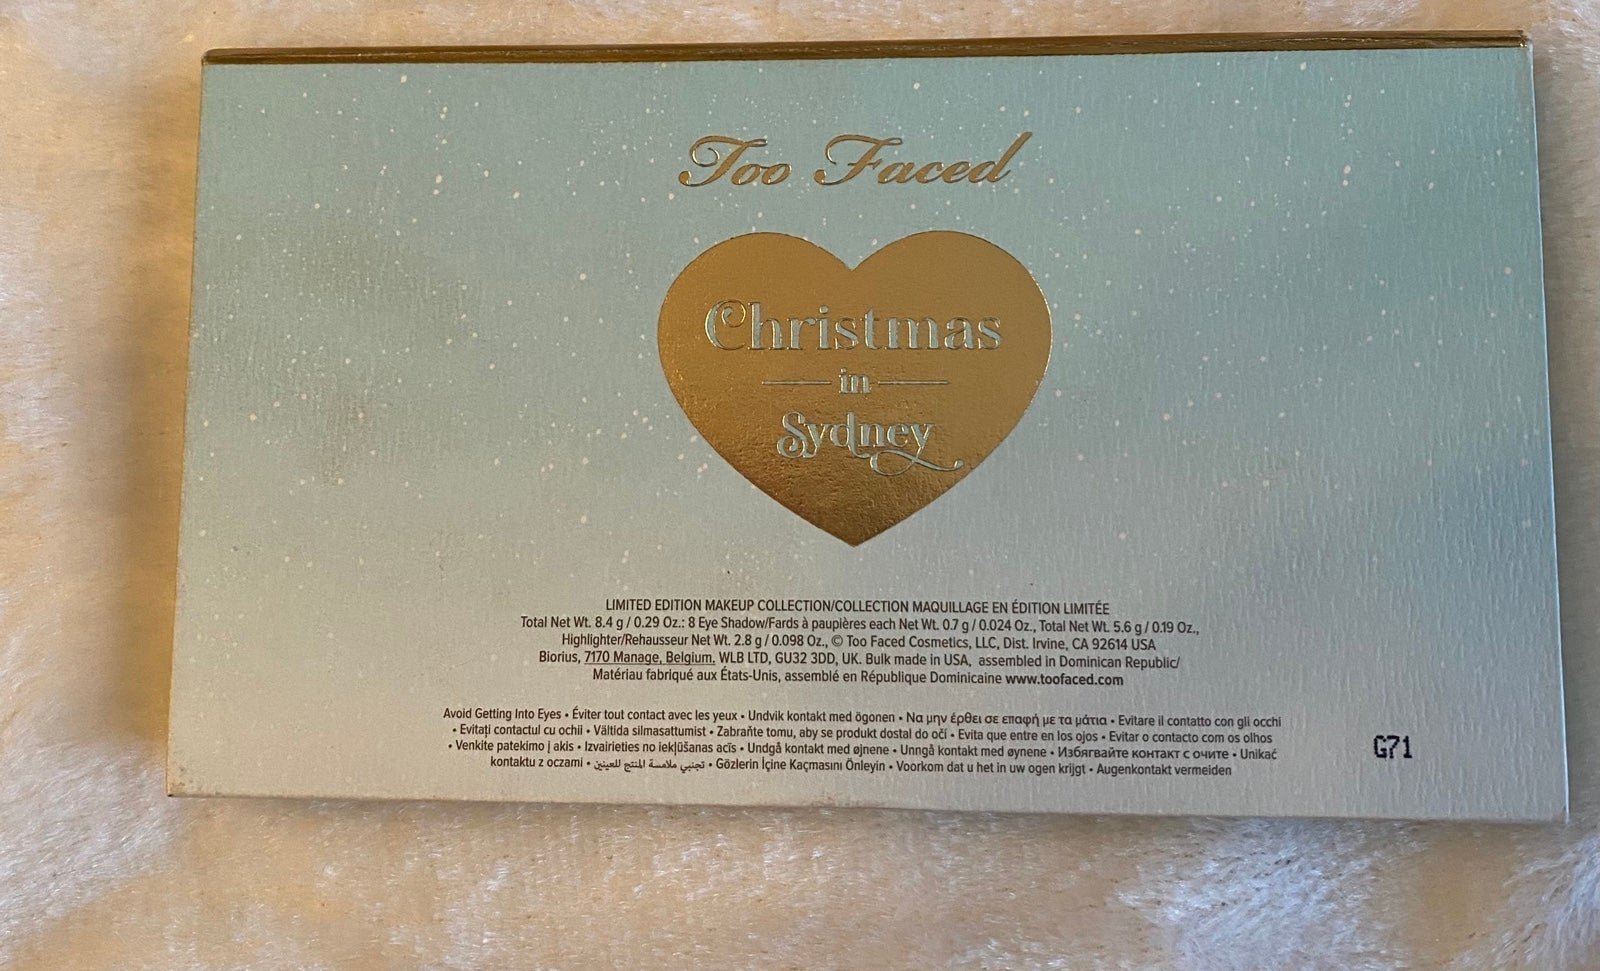 Too Faced
Christmas
in
Sydney
LIMITED EDITION MAKEUP COLLECTION/COLLECTION MAQUILLAGE EN ÉDITION LIMITÉE
Total Net Wt. 8.4 g / 0.29 Oz.: 8 Eye Shadow/Fards à paupières each Net Wt. 0.7 g / 0.024 Oz., Total Net Wt. 5.6 g / 0.19 Oz.,
Highlighter/Rehausseur Net Wt. 2.8 g / 0.098 Oz., © Too Faced Cosmetics, LLC, Dist. Irvine, CA 92614 USA
Biorius, 7170 Manage, Belgium. WLB LTD, GU32 3DD, UK. Bulk made in USA, assembled in Dominican Republic/
Matériau fabriqué aux États-Unis, assemblé en République Dominicaine www.toofaced.com
Avoid Getting Into Eyes • Éviter tout contact avec les yeux • Undvik kontakt med ögonen • Να μην έρθει σε επαφή με τα μάτια • Evitare il contatto con gli occhi
• Evitați contactul cu ochii • Vältida silmasattumist • Zabraňte tomu, aby se produkt dostal do očí • Evita que entre en los ojos • Evitar o contacto com os olhos
• Venkite patekimo į akis • Izvairieties no iekļūšanas acīs • Undgå kontakt med øjnene • Unngå kontakt med øynene • Избягвайте контакт с очите • Unikać
kontaktu z oczami • تجنبي ملامسة المنتج للعينين • Gözlerin İçine Kaçmasını Önleyin • Voorkom dat u het in uw ogen krijgt • Augenkontakt vermeiden
G71